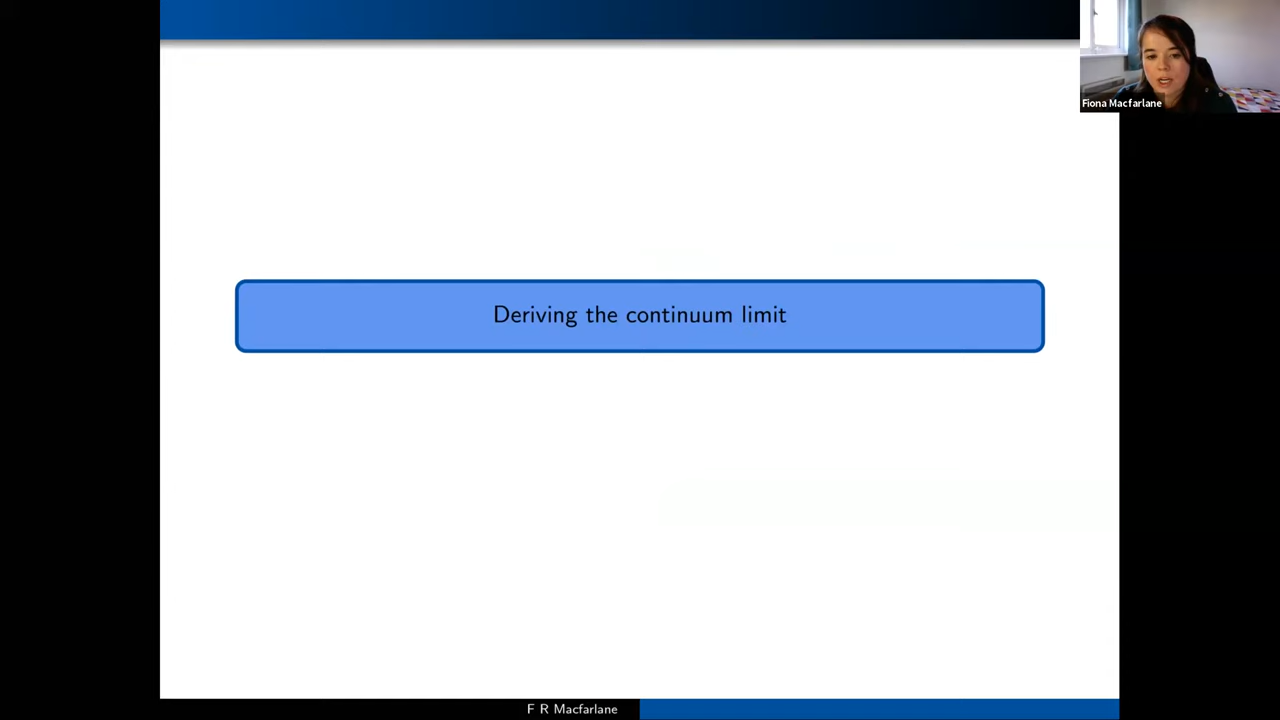 Fiona Macfarlane
Deriving the continuum limit
F R Macfarlane